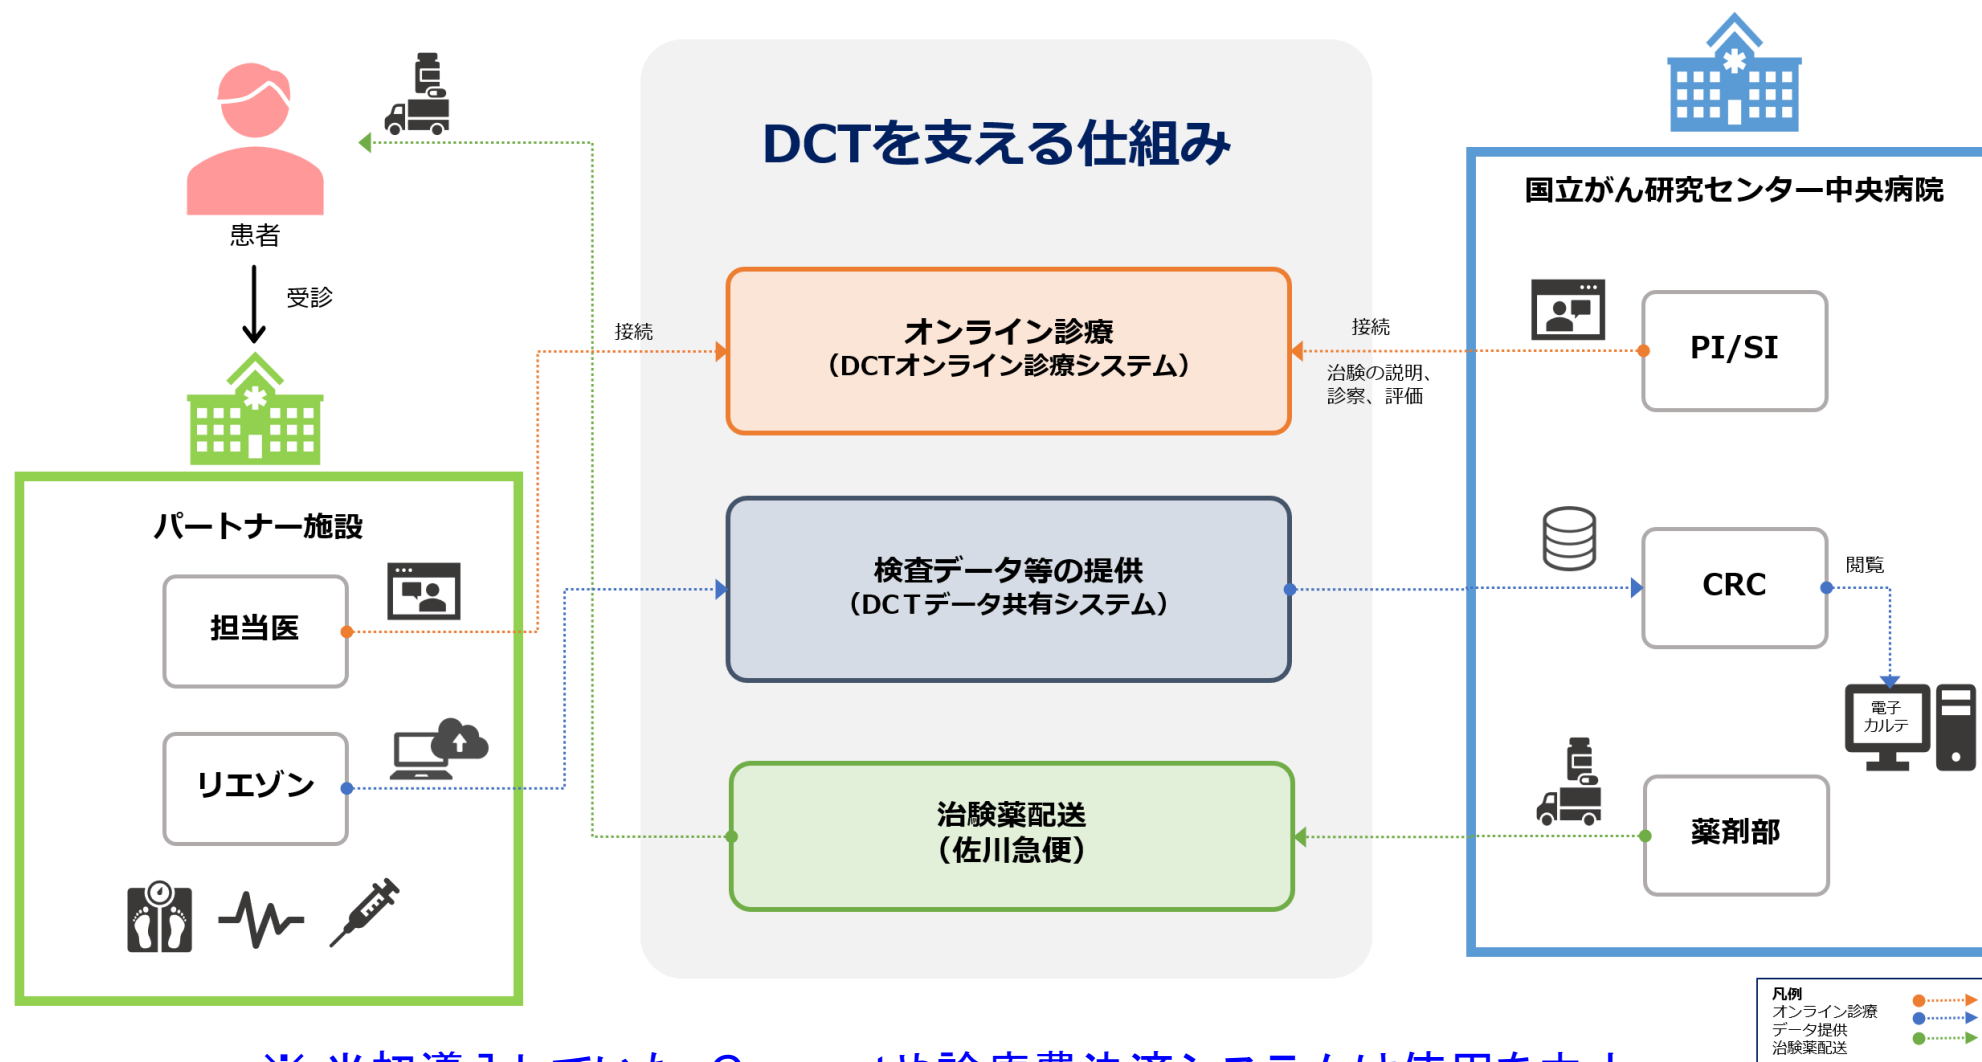 DCTを支える仕組み
国立がん研究センター中央病院
患者
受診
接続
オンライン診療
（DCTオンライン診療システム）
接続
治験の説明、
診察、評価
PI/SI
パートナー施設
担当医
検査データ等の提供
（DCTデータ共有システム）
CRC
閲覧
電子
カルテ
リエゾン
治験薬配送
（佐川急便）
薬剤部
凡例
オンライン診療
データ提供
治験薬配送